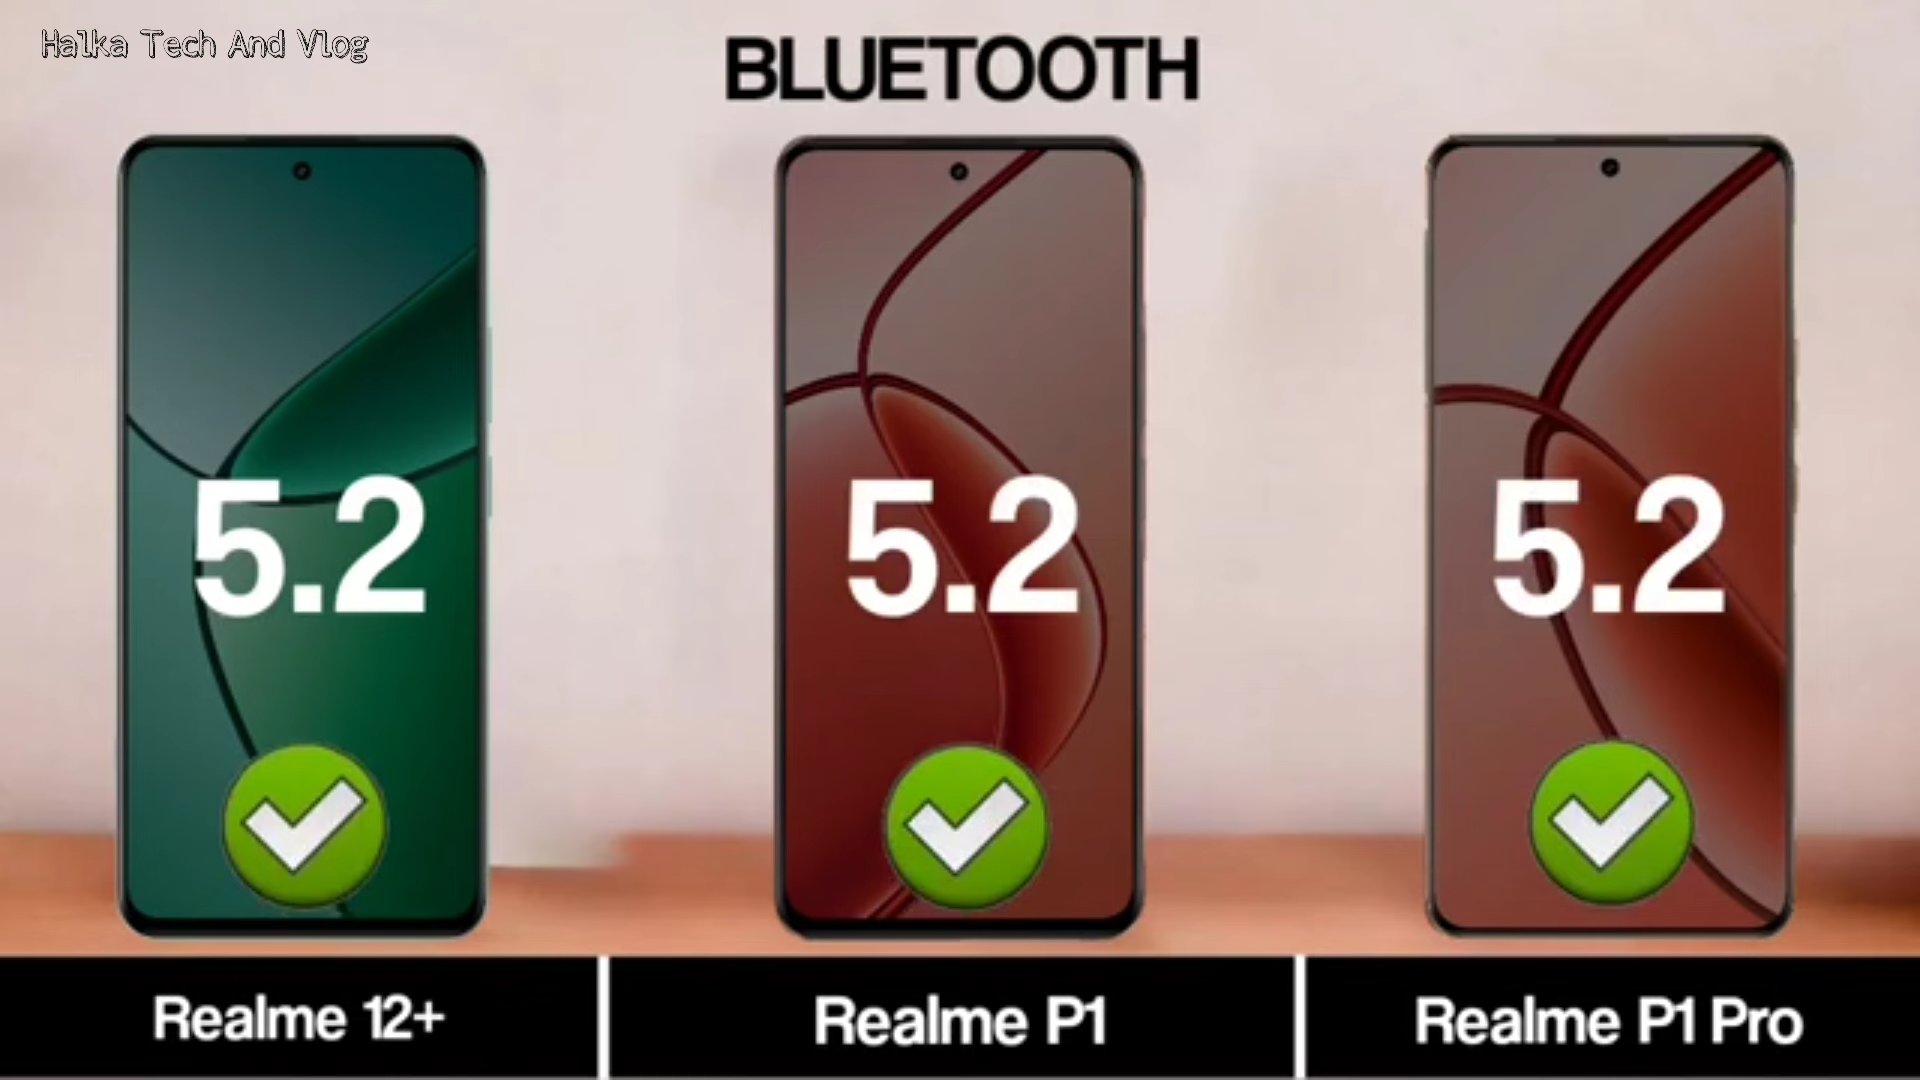 Halka Tech And Vlog
BLUETOOTH
5.2
5.2
5.2
Realme 12+
Realme P1
Realme P1 Pro